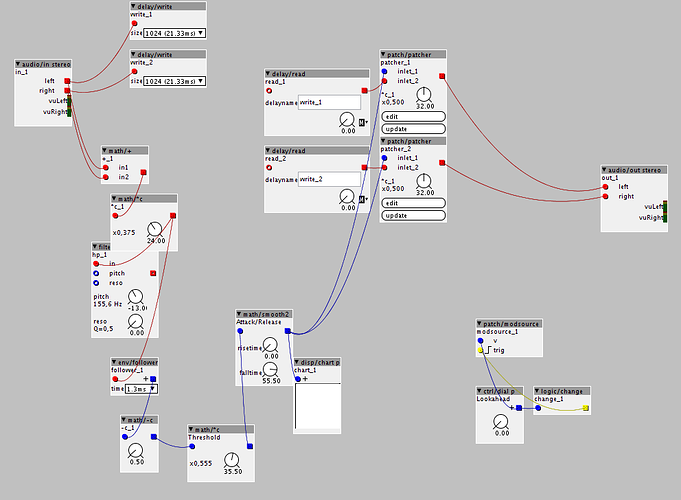 delay/write
write_1
size 1024 (21.33ms)
delay/write
write_2
size 1024 (21.33ms)
audio/in stereo
in_1
left
right
vuLeft
vuRight
math/+
+_1
in1
in2
math/*c
*c_1
x0,375
24.00
hp_1
in
pitch
reso
pitch
155,6 Hz
-13.0
reso
Q=0,5
0.00
env/follower
follower_1
+
time 1.3ms
math/-c
-c_1
0.50
math/*c
Threshold
x0,555
35.50
math/smooth2
Attack/Release
risetime
0.00
falltime
55.50
disp/chart p
chart_1
+
delay/read
read_1
delayname write_1
0.00
delay/read
read_2
delayname write_2
0.00
patch/patcher
patcher_1
inlet_1
inlet_2
*c_1
x0,500
32.00
edit
update
patch/patcher
patcher_2
inlet_1
inlet_2
*c_1
x0,500
32.00
edit
update
audio/out stereo
out_1
left
right
vuLeft
vuRight
patch/modsource
modsource_1
v
trig
ctrl/dial p
Lookahead
+
0.00
logic/change
change_1